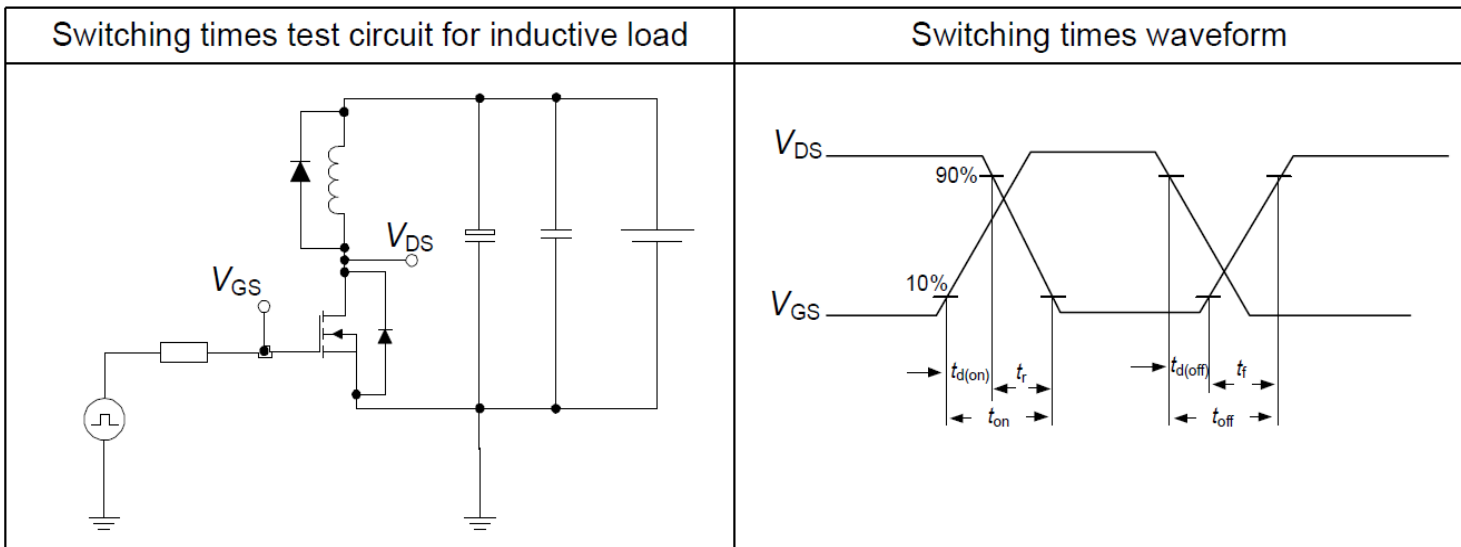 Switching times test circuit for inductive load
Switching times waveform
VDS
VGS
VDS
90%
10%
VGS
td(on)
tr
td(off)
tf
ton
toff